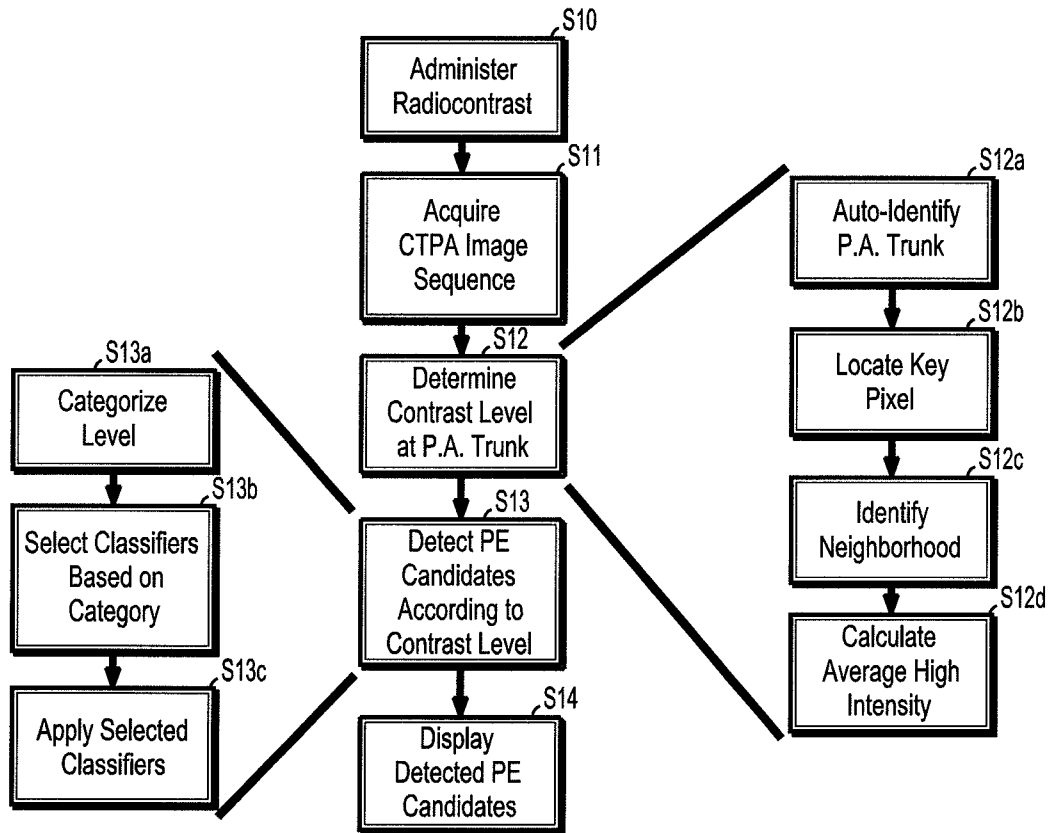 S10
Administer
Radiocontrast
S11
Acquire
CTPA Image
Sequence
S12
Determine
Contrast Level
at P.A. Trunk
S12a
Auto-Identify
P.A. Trunk
S12b
Locate Key
Pixel
S12c
Identify
Neighborhood
S12d
Calculate
Average High
Intensity
S13
Detect PE
Candidates
According to
Contrast Level
S13a
Categorize
Level
S13b
Select Classifiers
Based on
Category
S13c
Apply Selected
Classifiers
S14
Display
Detected PE
Candidates